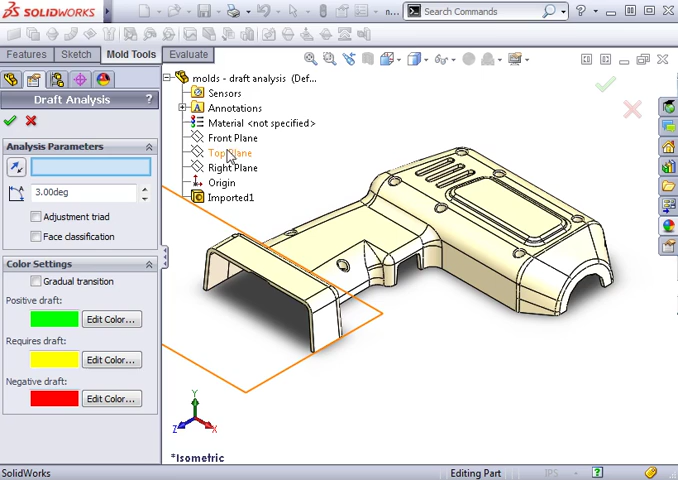 SOLIDWORKS
n...
Search Commands
Features
Sketch
Mold Tools
Evaluate
Draft Analysis
?
Analysis Parameters
3.00deg
Adjustment triad
Face classification
Color Settings
Gradual transition
Positive draft:
Edit Color...
Requires draft:
Edit Color...
Negative draft:
Edit Color...
molds - draft analysis (Def...
Sensors
Annotations
Material <not specified>
Front Plane
Top Plane
Right Plane
Origin
Imported1
Y
Z
X
*Isometric
SolidWorks
Editing Part
IPS